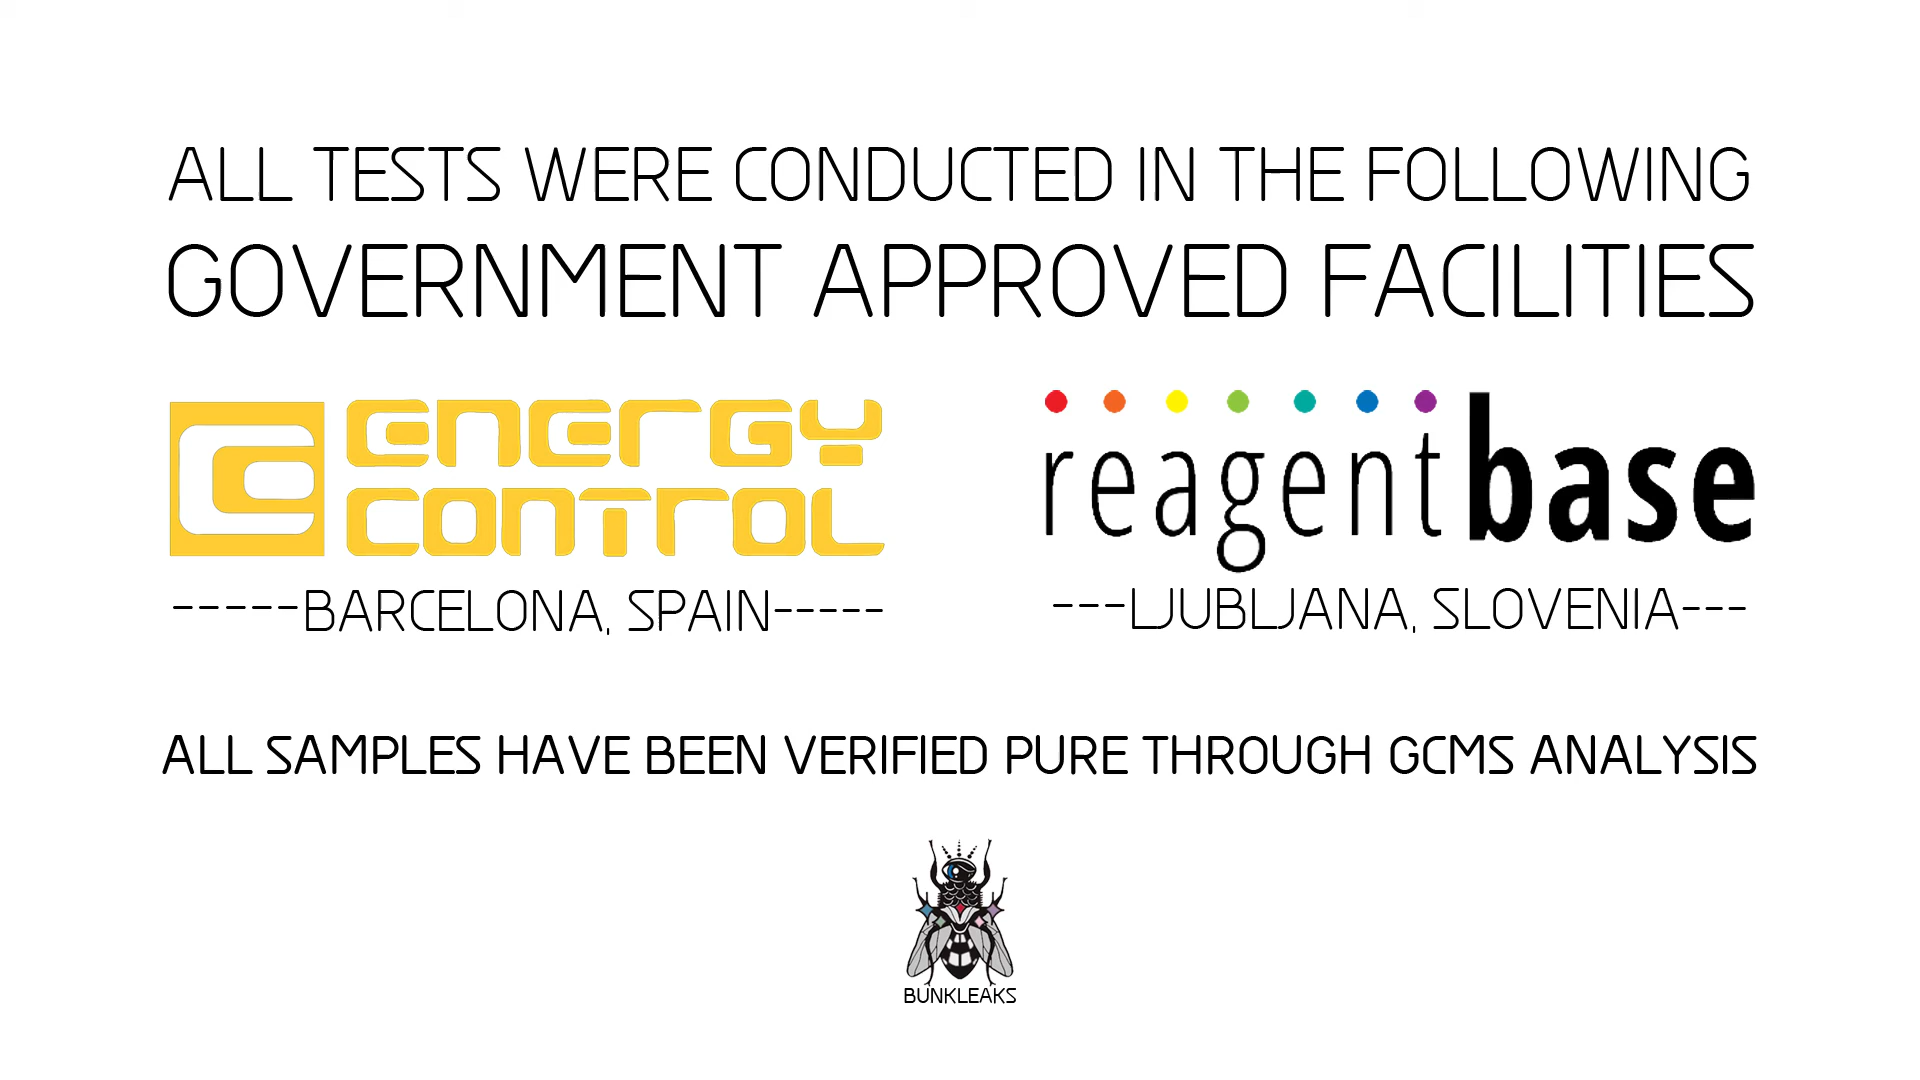 ALL TESTS WERE CONDUCTED IN THE FOLLOWING
GOVERNMENT APPROVED FACILITIES
energy
control
reagentbase
-----BARCELONA, SPAIN-----
---LJUBLJANA, SLOVENIA---
ALL SAMPLES HAVE BEEN VERIFIED PURE THROUGH GCMS ANALYSIS
BUNKLEAKS